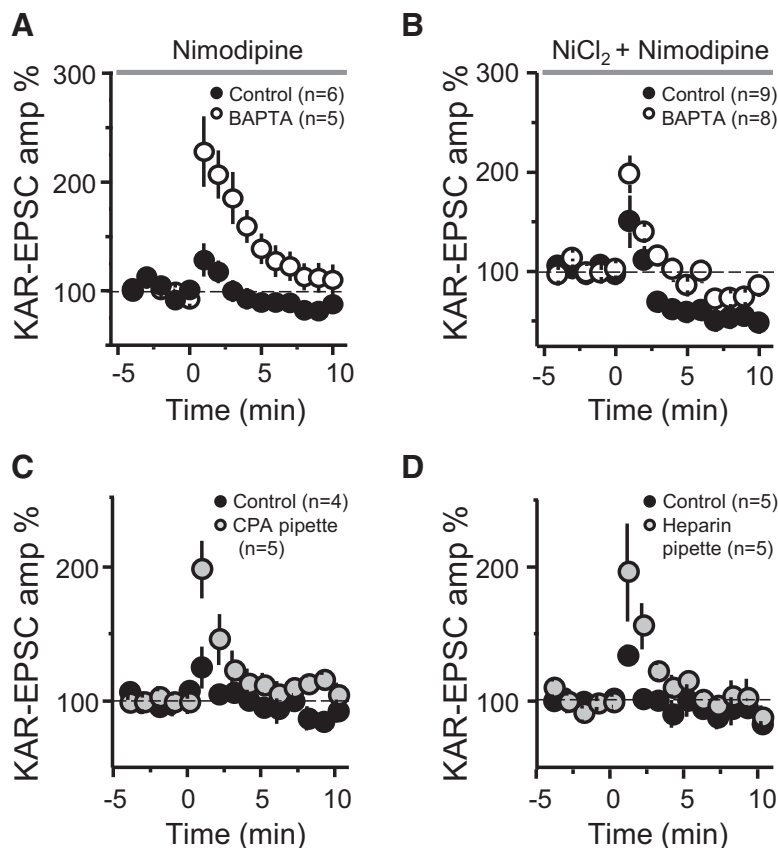 A
Nimodipine
KAR-EPSC amp %
300
200
100
Control (n=6)
BAPTA (n=5)
-5
0
5
10
Time (min)
B
NiCl2 + Nimodipine
KAR-EPSC amp %
300
200
100
Control (n=9)
BAPTA (n=8)
-5
0
5
10
Time (min)
C
KAR-EPSC amp %
200
100
Control (n=4)
CPA pipette
(n=5)
-5
0
5
10
Time (min)
D
KAR-EPSC amp %
200
100
Control (n=5)
Heparin
pipette (n=5)
-5
0
5
10
Time (min)